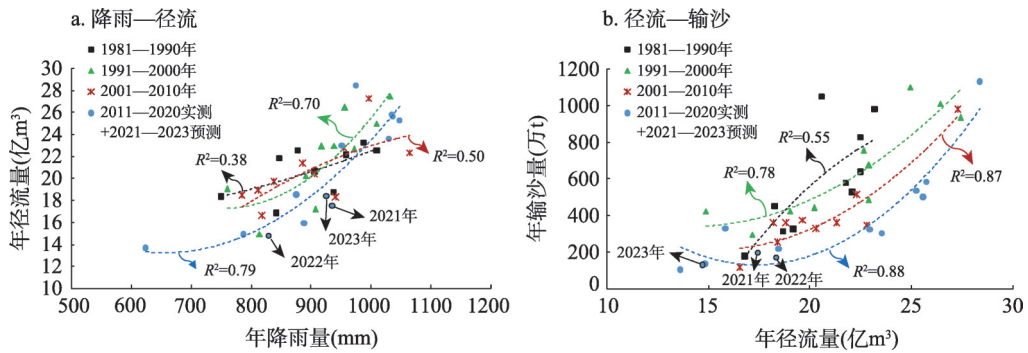 a. 降雨—径流
1981—1990年
1991—2000年
2001—2010年
2011—2020实测
+2021—2023预测
年径流量(亿m³)
30
28
26
24
22
20
18
16
14
12
10
R²=0.70
R²=0.38
R²=0.50
R²=0.79
2021年
2023年
2022年
500 600 700 800 900 1000 1100
年降雨量(mm)
b. 径流—输沙
1981—1990年
1991—2000年
2001—2010年
2011—2020实测
+2021—2023预测
年输沙量(万t)
1200
1000
800
600
400
200
0
R²=0.55
R²=0.78
R²=0.87
R²=0.88
2023年
2021年
2022年
10 15 20 25 30
年径流量(亿m³)